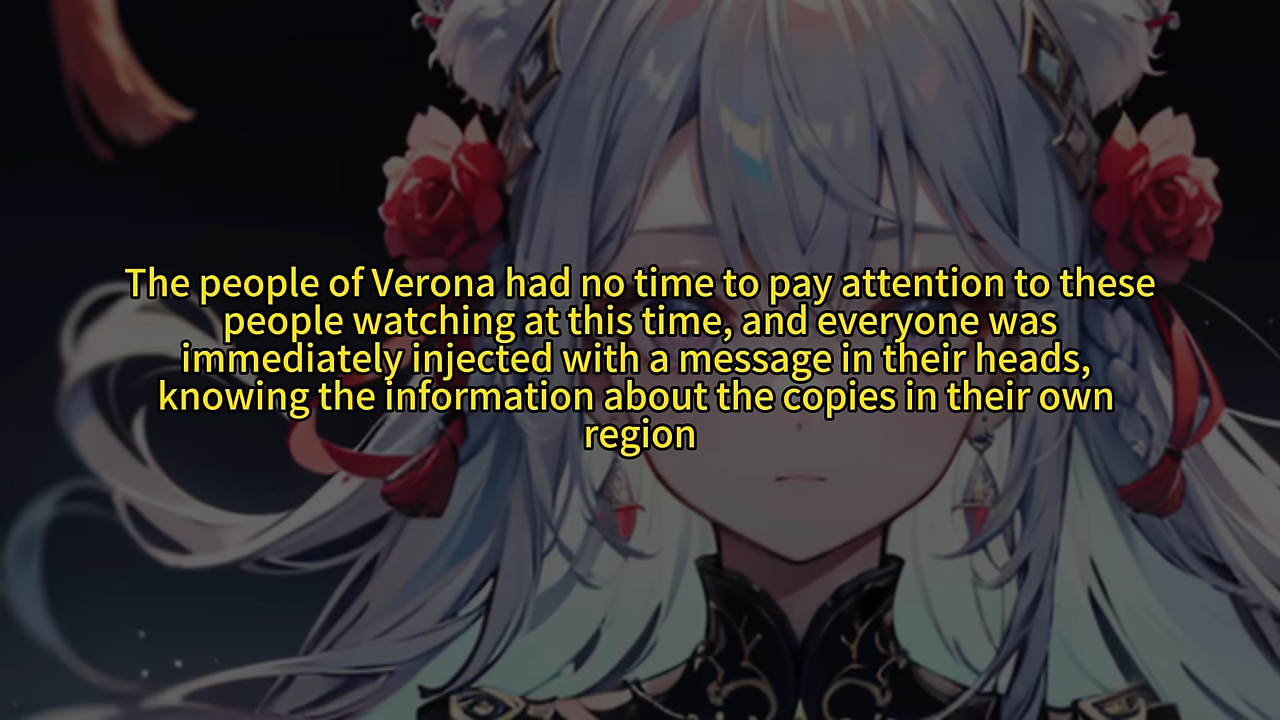 The people of Verona had no time to pay attention to these
people watching at this time, and everyone was
immediately injected with a message in their heads,
knowing the information about the copies in their own
region